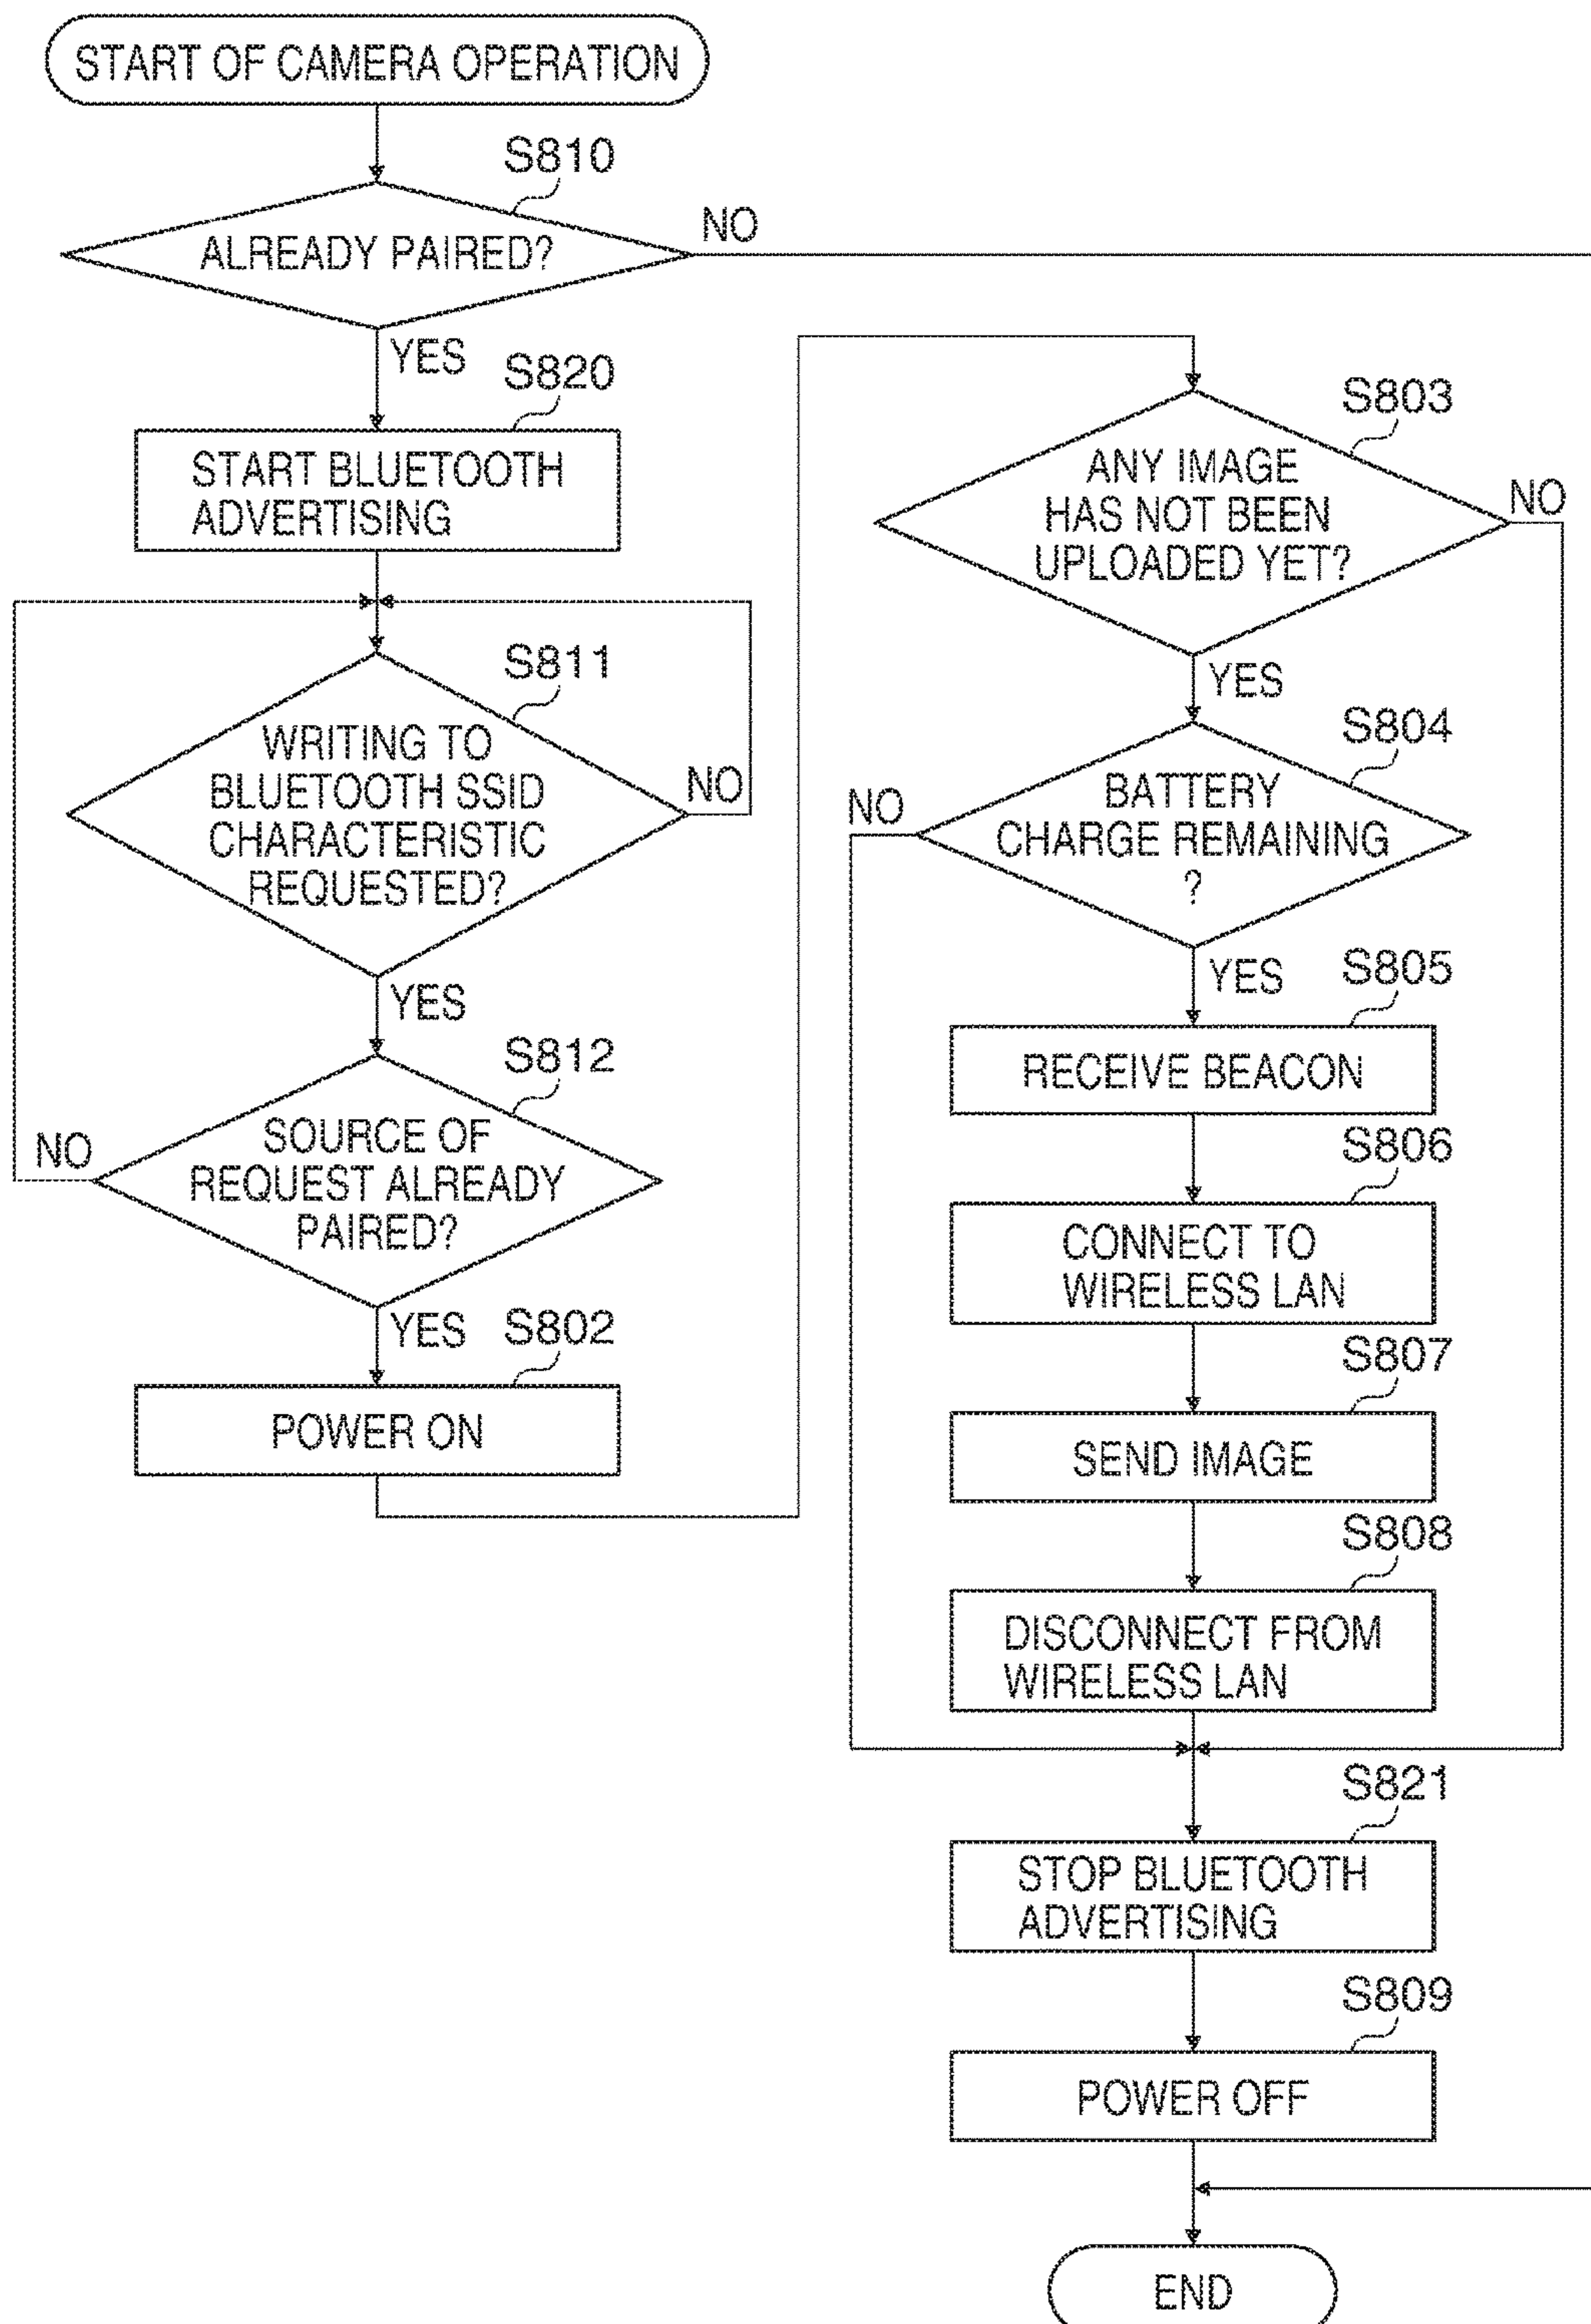 START OF CAMERA OPERATION
S810
ALREADY PAIRED?
NO
YES
S820
START BLUETOOTH
ADVERTISING
S811
WRITING TO
BLUETOOTH SSID
CHARACTERISTIC
REQUESTED?
NO
YES
S812
SOURCE OF
REQUEST ALREADY
PAIRED?
NO
YES
S802
POWER ON
S803
ANY IMAGE
HAS NOT BEEN
UPLOADED YET?
NO
YES
S804
BATTERY
CHARGE REMAINING
?
NO
YES
S805
RECEIVE BEACON
S806
CONNECT TO
WIRELESS LAN
S807
SEND IMAGE
S808
DISCONNECT FROM
WIRELESS LAN
S821
STOP BLUETOOTH
ADVERTISING
S809
POWER OFF
END